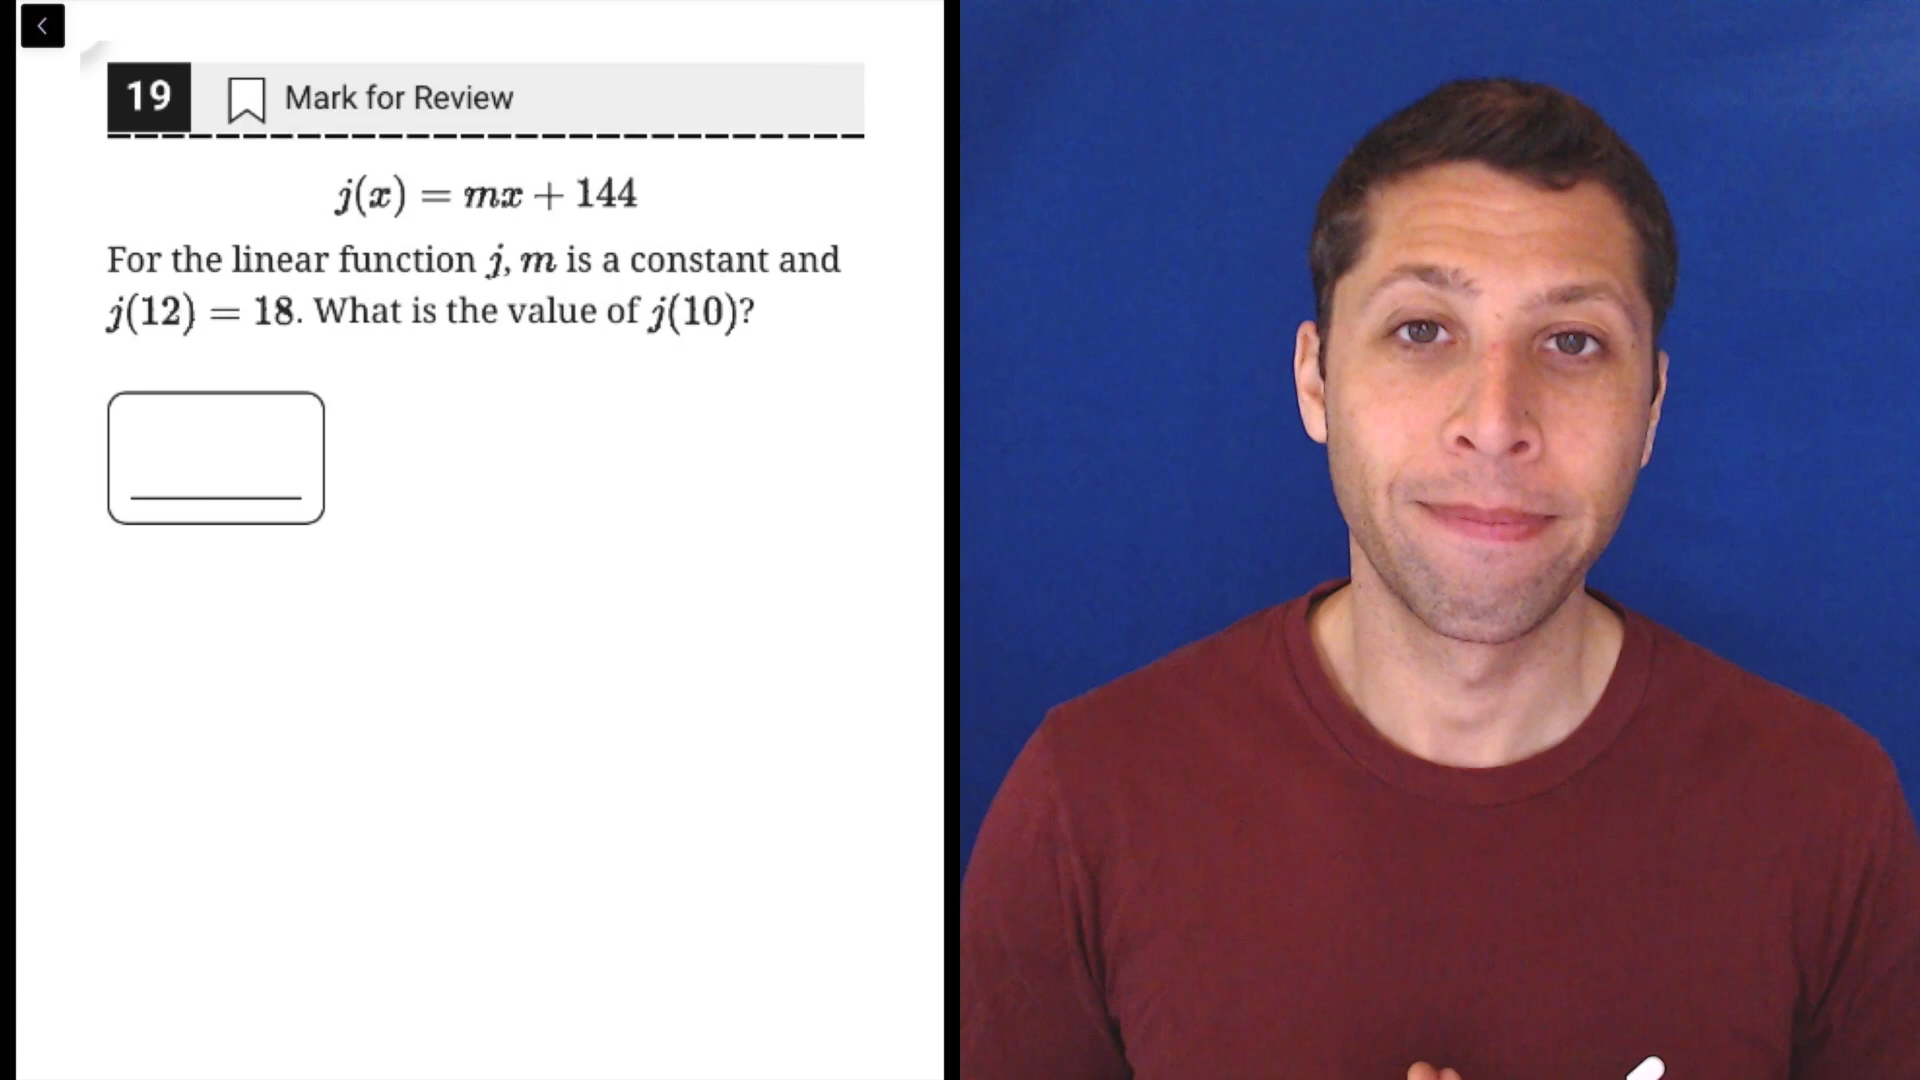 19 Mark for Review
j(x) = mx + 144
For the linear function j, m is a constant and
j(12) = 18. What is the value of j(10)?